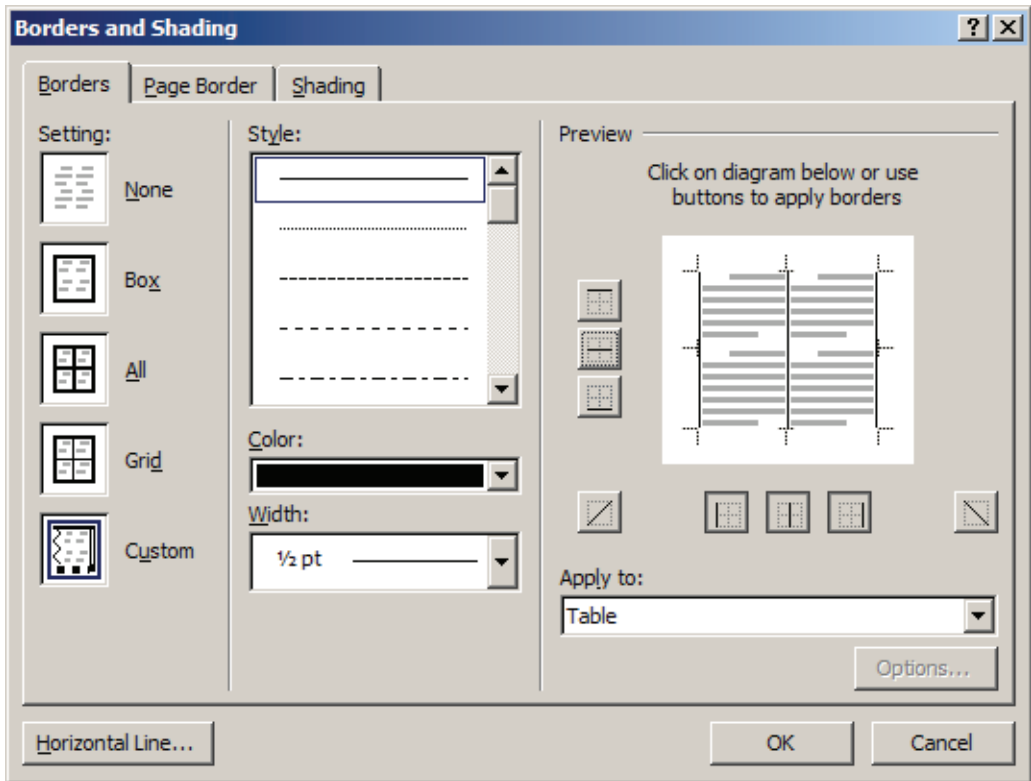 Borders and Shading
Borders
Page Border
Shading
Setting:
None
Box
All
Grid
Custom
Style:
Color:
Width:
½ pt
Preview
Click on diagram below or use
buttons to apply borders
Apply to:
Table
Options...
Horizontal Line...
OK
Cancel